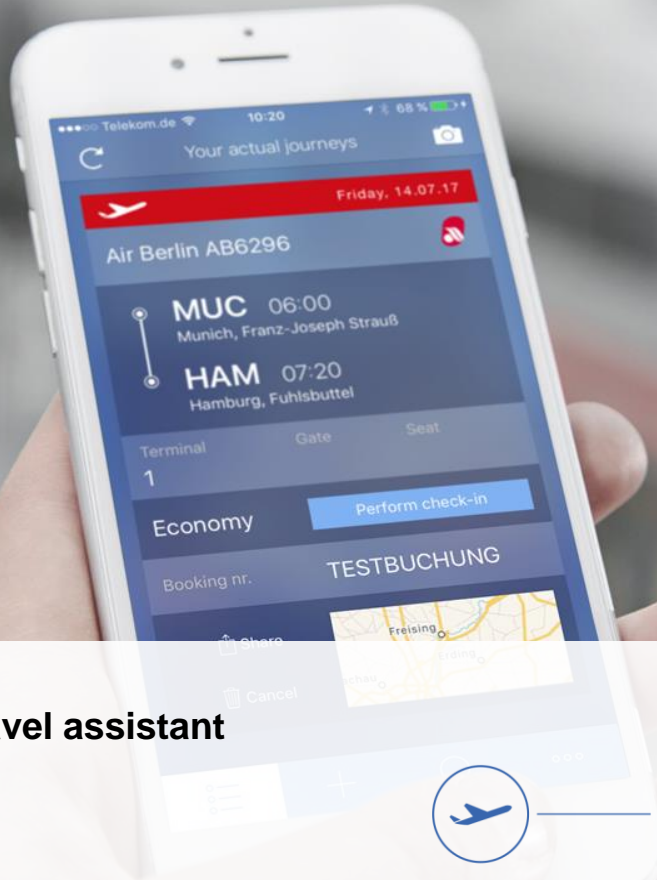 Telekom.de 10:20 68 %
Your actual journeys
Friday, 14.07.17
Air Berlin AB6296
MUC 06:00
Munich, Franz-Joseph Strauß
HAM 07:20
Hamburg, Fuhlsbuttel
Terminal Gate Seat
1
Economy Perform check-in
Booking nr. TESTBUCHUNG
Share
Freising
Erding
Cancel
vel assistant